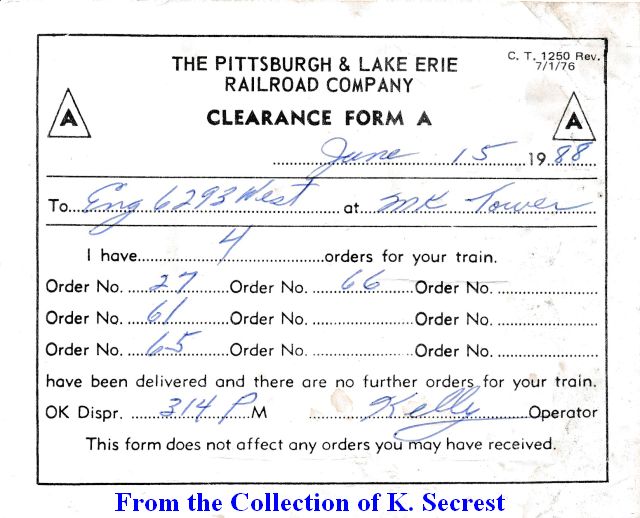 C. T. 1250 Rev.
7/1/76
THE PITTSBURGH & LAKE ERIE
RAILROAD COMPANY
A CLEARANCE FORM A A
June 15 1988
To Eng 6293 West at MK Tower
I have 4 orders for your train.
Order No. 27 Order No. 66 Order No.
Order No. 61 Order No. Order No.
Order No. 65 Order No. Order No.
have been delivered and there are no further orders for your train.
OK Dispr. 314 P M Kelly Operator
This form does not affect any orders you may have received.
From the Collection of K. Secrest